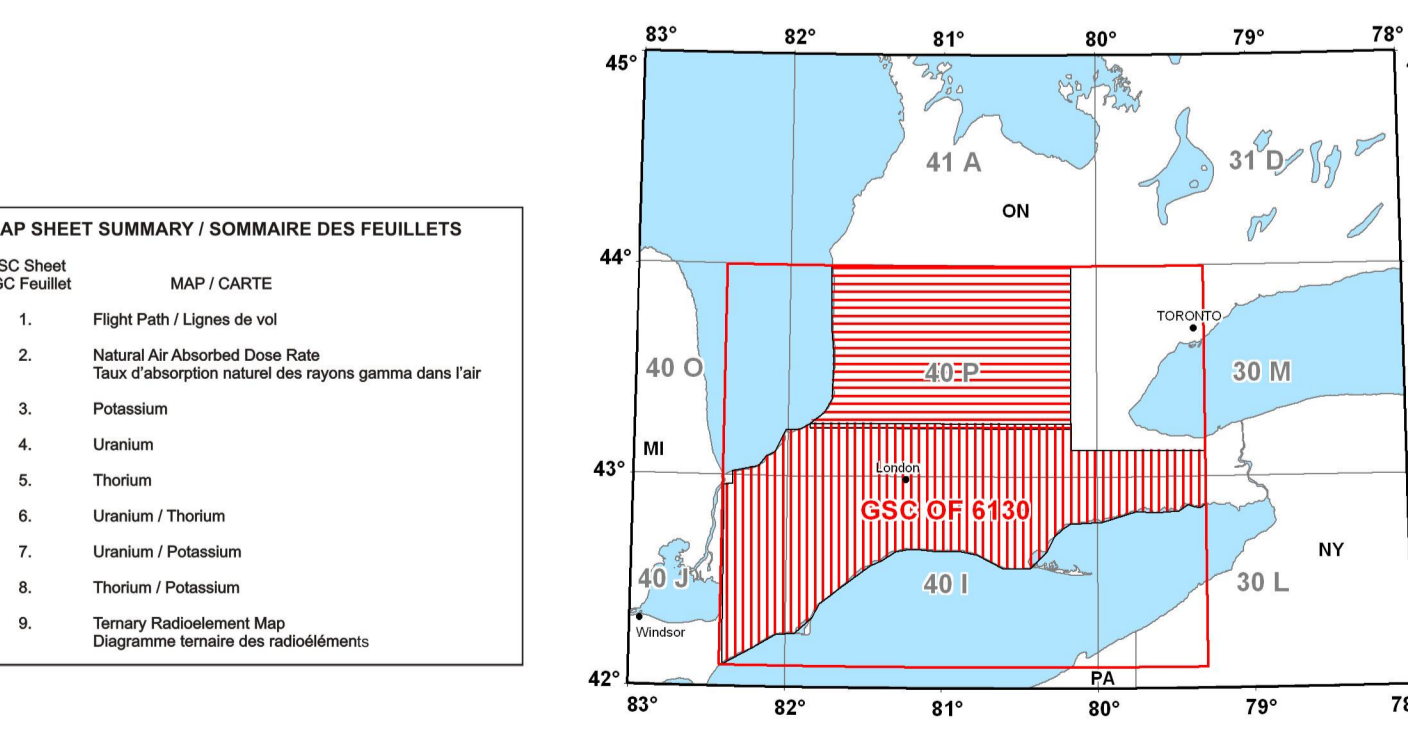 AP SHEET SUMMARY / SOMMAIRE DES FEUILLETS
SC Sheet
GC Feuillet MAP / CARTE
1. Flight Path / Lignes de vol
2. Natural Air Absorbed Dose Rate
Taux d'absorption naturel des rayons gamma dans l'air
3. Potassium
4. Uranium
5. Thorium
6. Uranium / Thorium
7. Uranium / Potassium
8. Thorium / Potassium
9. Ternary Radioelement Map
Diagramme ternaire des radioéléments
83° 82° 81° 80° 79° 78°
45°
41 A 31 D
ON
44°
TORONTO
40 O 40 P 30 M
MI
43°
London
GSC OF 6130
NY
40 J 40 I 30 L
Windsor
42° PA
83° 82° 81° 80° 79° 78